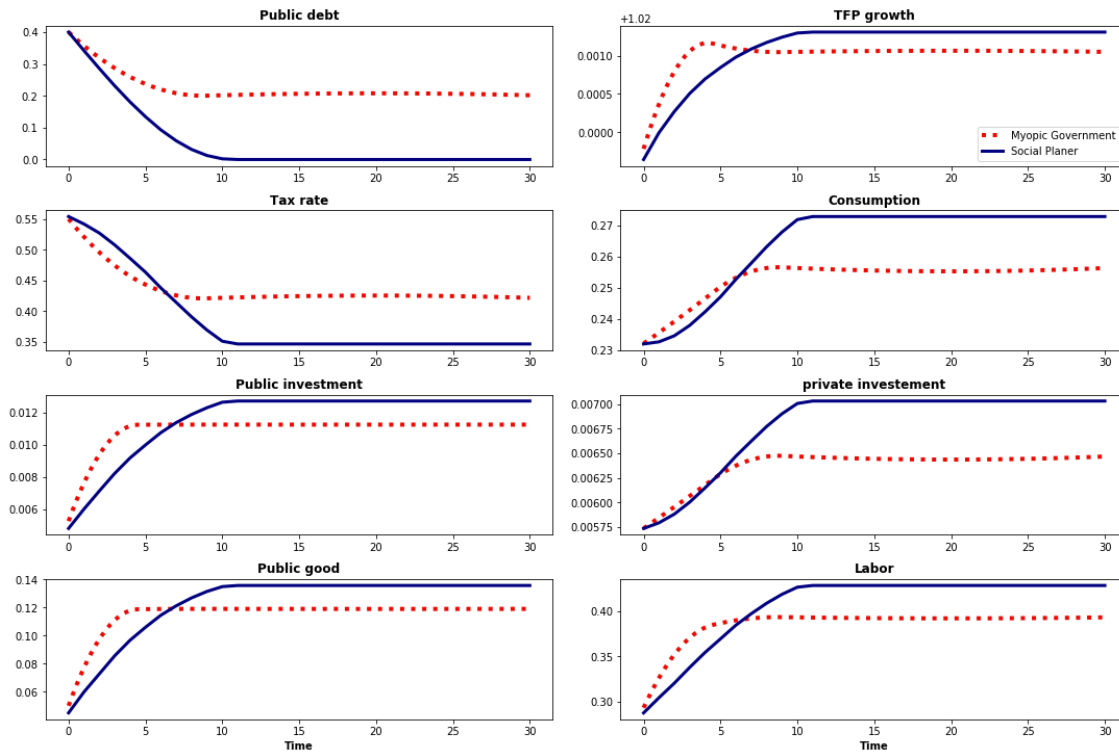 Public debt
0.4
0.3
0.2
0.1
0.0
0 5 10 15 20 25 30
TFP growth
+1.02
0.0010
0.0005
0.0000
Myopic Government
Social Planer
0 5 10 15 20 25 30
Tax rate
0.55
0.50
0.45
0.40
0.35
0 5 10 15 20 25 30
Consumption
0.27
0.26
0.25
0.24
0.23
0 5 10 15 20 25 30
Public investment
0.012
0.010
0.008
0.006
0 5 10 15 20 25 30
private investement
0.00700
0.00675
0.00650
0.00625
0.00600
0.00575
0 5 10 15 20 25 30
Public good
0.14
0.12
0.10
0.08
0.06
0 5 10 15 20 25 30
Time
Labor
0.40
0.35
0.30
0 5 10 15 20 25 30
Time